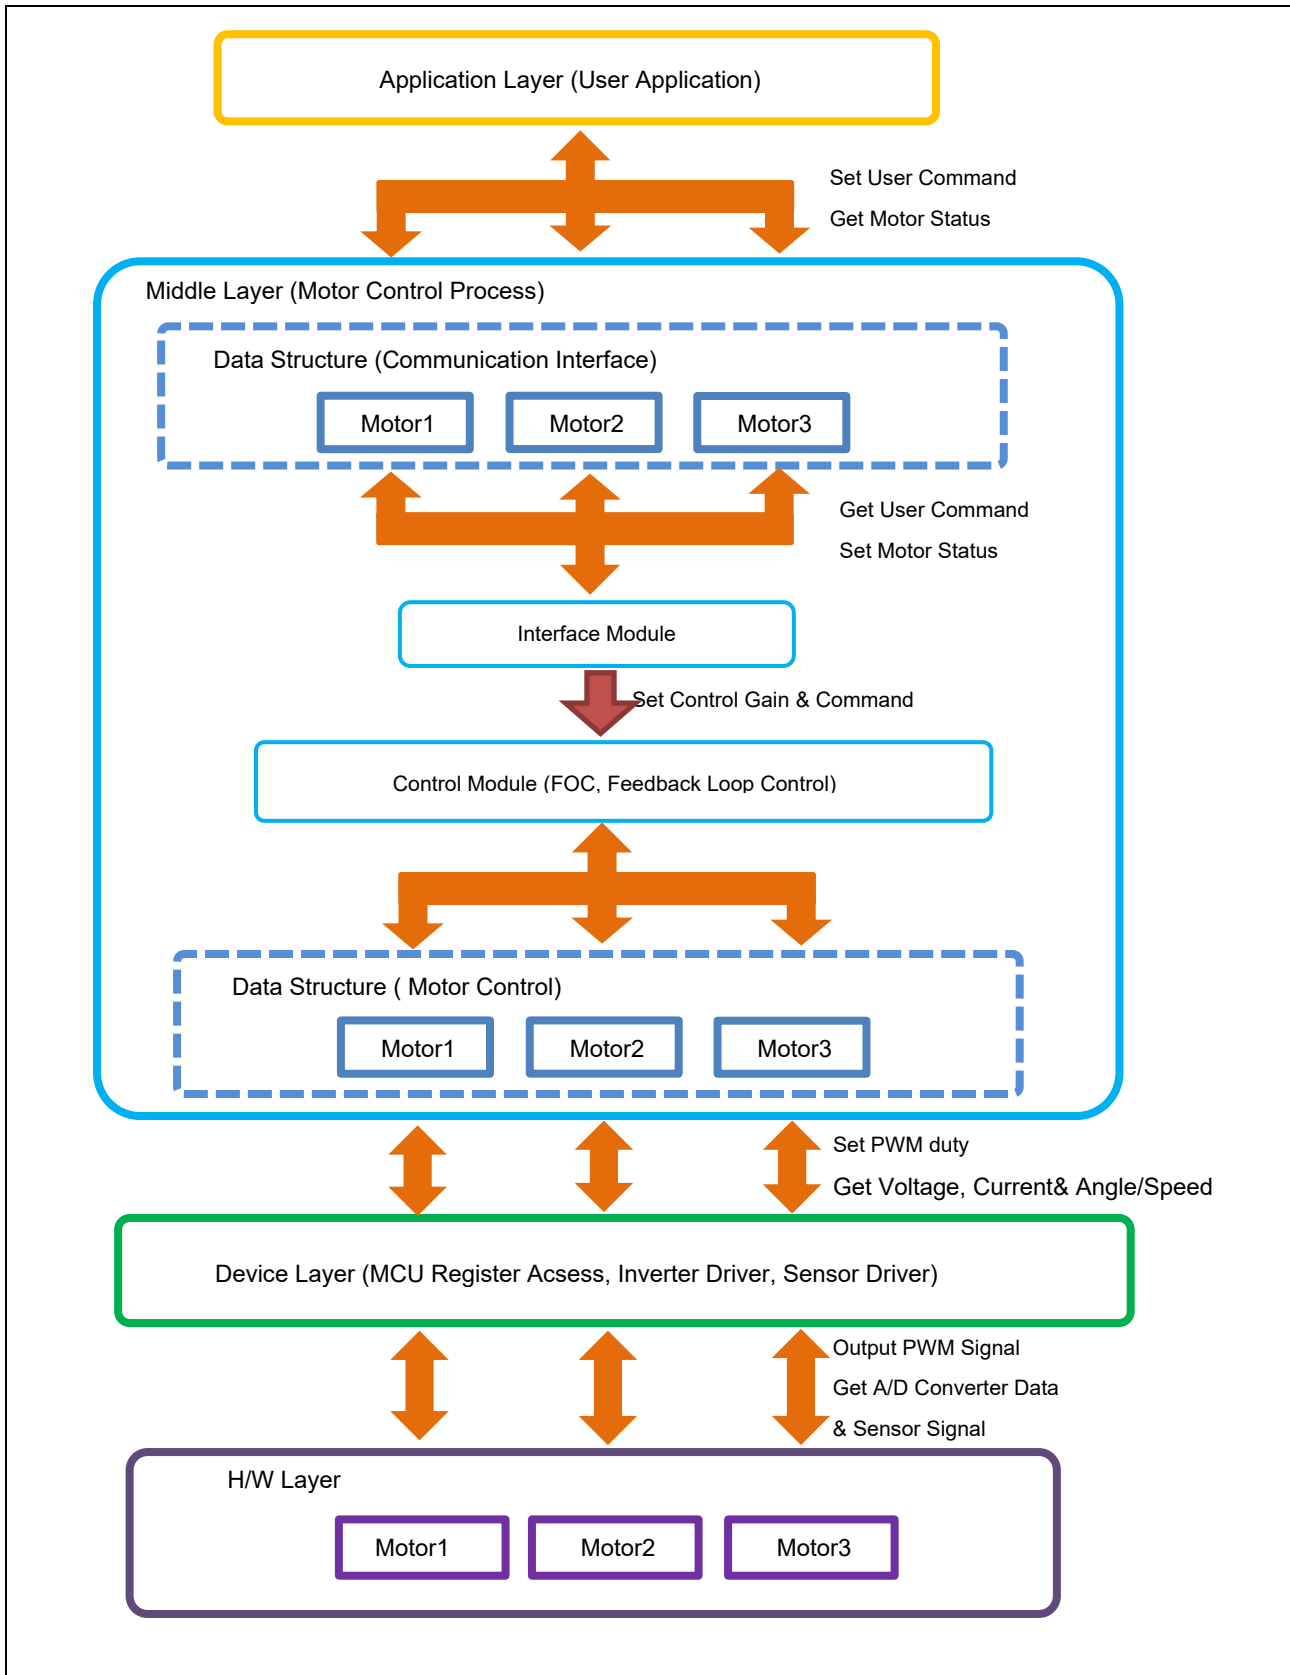 Application Layer (User Application)
Set User Command
Get Motor Status
Middle Layer (Motor Control Process)
Data Structure (Communication Interface)
Motor1
Motor2
Motor3
Get User Command
Set Motor Status
Interface Module
Set Control Gain & Command
Control Module (FOC, Feedback Loop Control)
Data Structure ( Motor Control)
Motor1
Motor2
Motor3
Set PWM duty
Get Voltage, Current& Angle/Speed
Device Layer (MCU Register Acsess, Inverter Driver, Sensor Driver)
Output PWM Signal
Get A/D Converter Data
& Sensor Signal
H/W Layer
Motor1
Motor2
Motor3